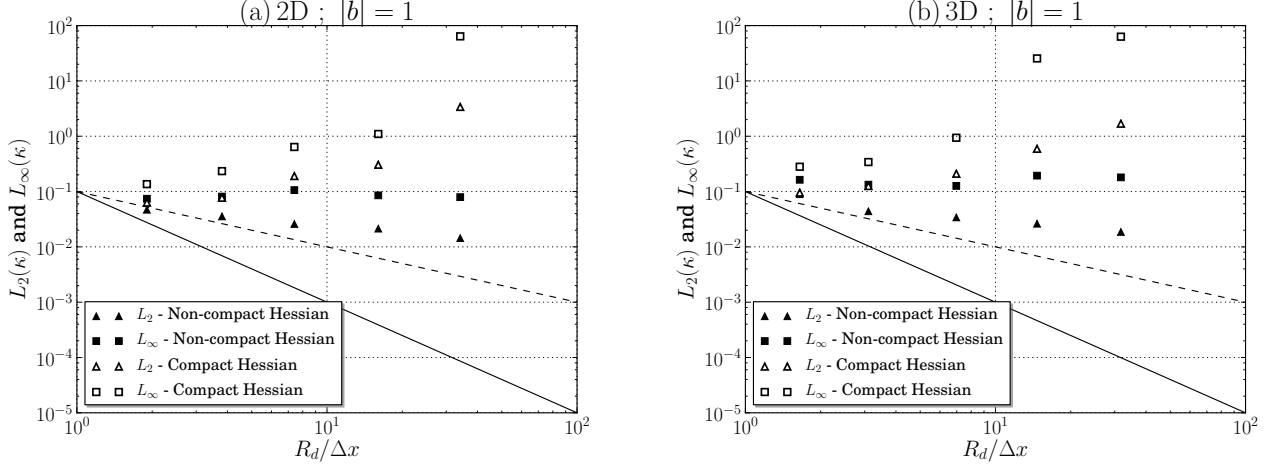 (a) 2D ; |b| = 1
10^2
10^1
10^0
10^-1
10^-2
10^-3
10^-4
10^-5
L_2(κ) and L_∞(κ)
L_2 - Non-compact Hessian
L_∞ - Non-compact Hessian
L_2 - Compact Hessian
L_∞ - Compact Hessian
10^0 10^1 10^2
R_d/Δx
(b) 3D ; |b| = 1
10^2
10^1
10^0
10^-1
10^-2
10^-3
10^-4
10^-5
L_2(κ) and L_∞(κ)
L_2 - Non-compact Hessian
L_∞ - Non-compact Hessian
L_2 - Compact Hessian
L_∞ - Compact Hessian
10^0 10^1 10^2
R_d/Δx